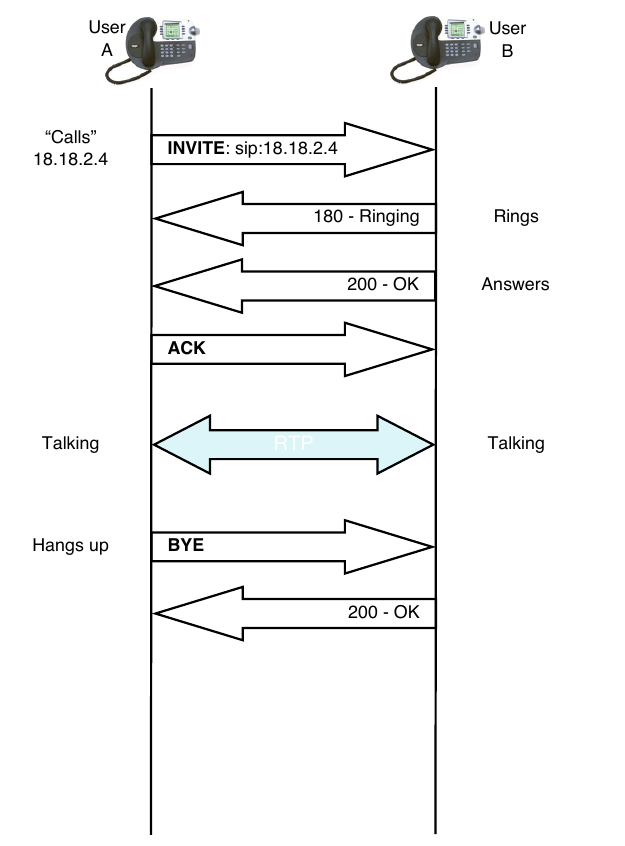 User
A
User
B
“Calls”
18.18.2.4
INVITE: sip:18.18.2.4
180 - Ringing
Rings
200 - OK
Answers
ACK
Talking
RTP
Talking
Hangs up
BYE
200 - OK